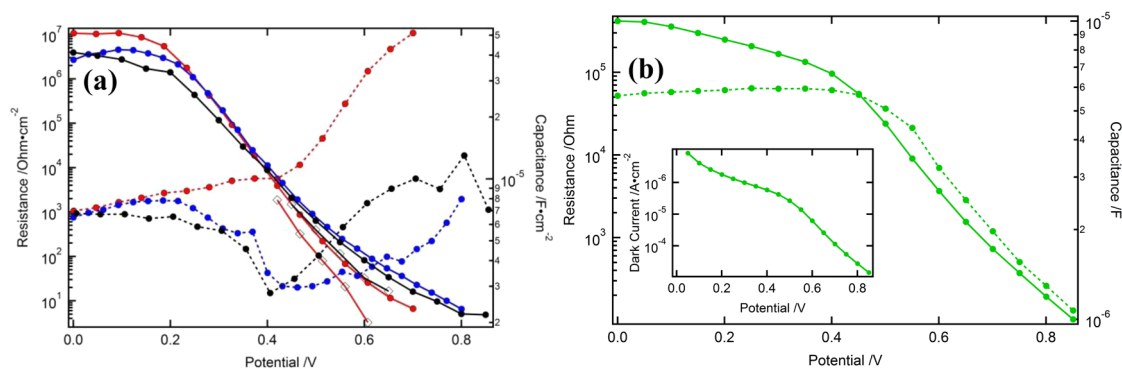 (a)
Resistance /Ohm•cm⁻²
10⁷
10⁶
10⁵
10⁴
10³
10²
10¹
0.0 0.2 0.4 0.6 0.8
Potential /V
5
4
3
2
10⁻⁵
9
8
7
6
5
4
3
2
Capacitance /F•cm⁻²
(b)
Resistance /Ohm
10⁵
10⁴
10³
0.0 0.2 0.4 0.6 0.8
Potential /V
10⁻⁵
9
8
7
6
5
4
3
2
10⁻⁶
Capacitance /F
Dark Current /A•cm⁻²
10⁻⁶
10⁻⁵
10⁻⁴
0.0 0.2 0.4 0.6 0.8
Potential /V